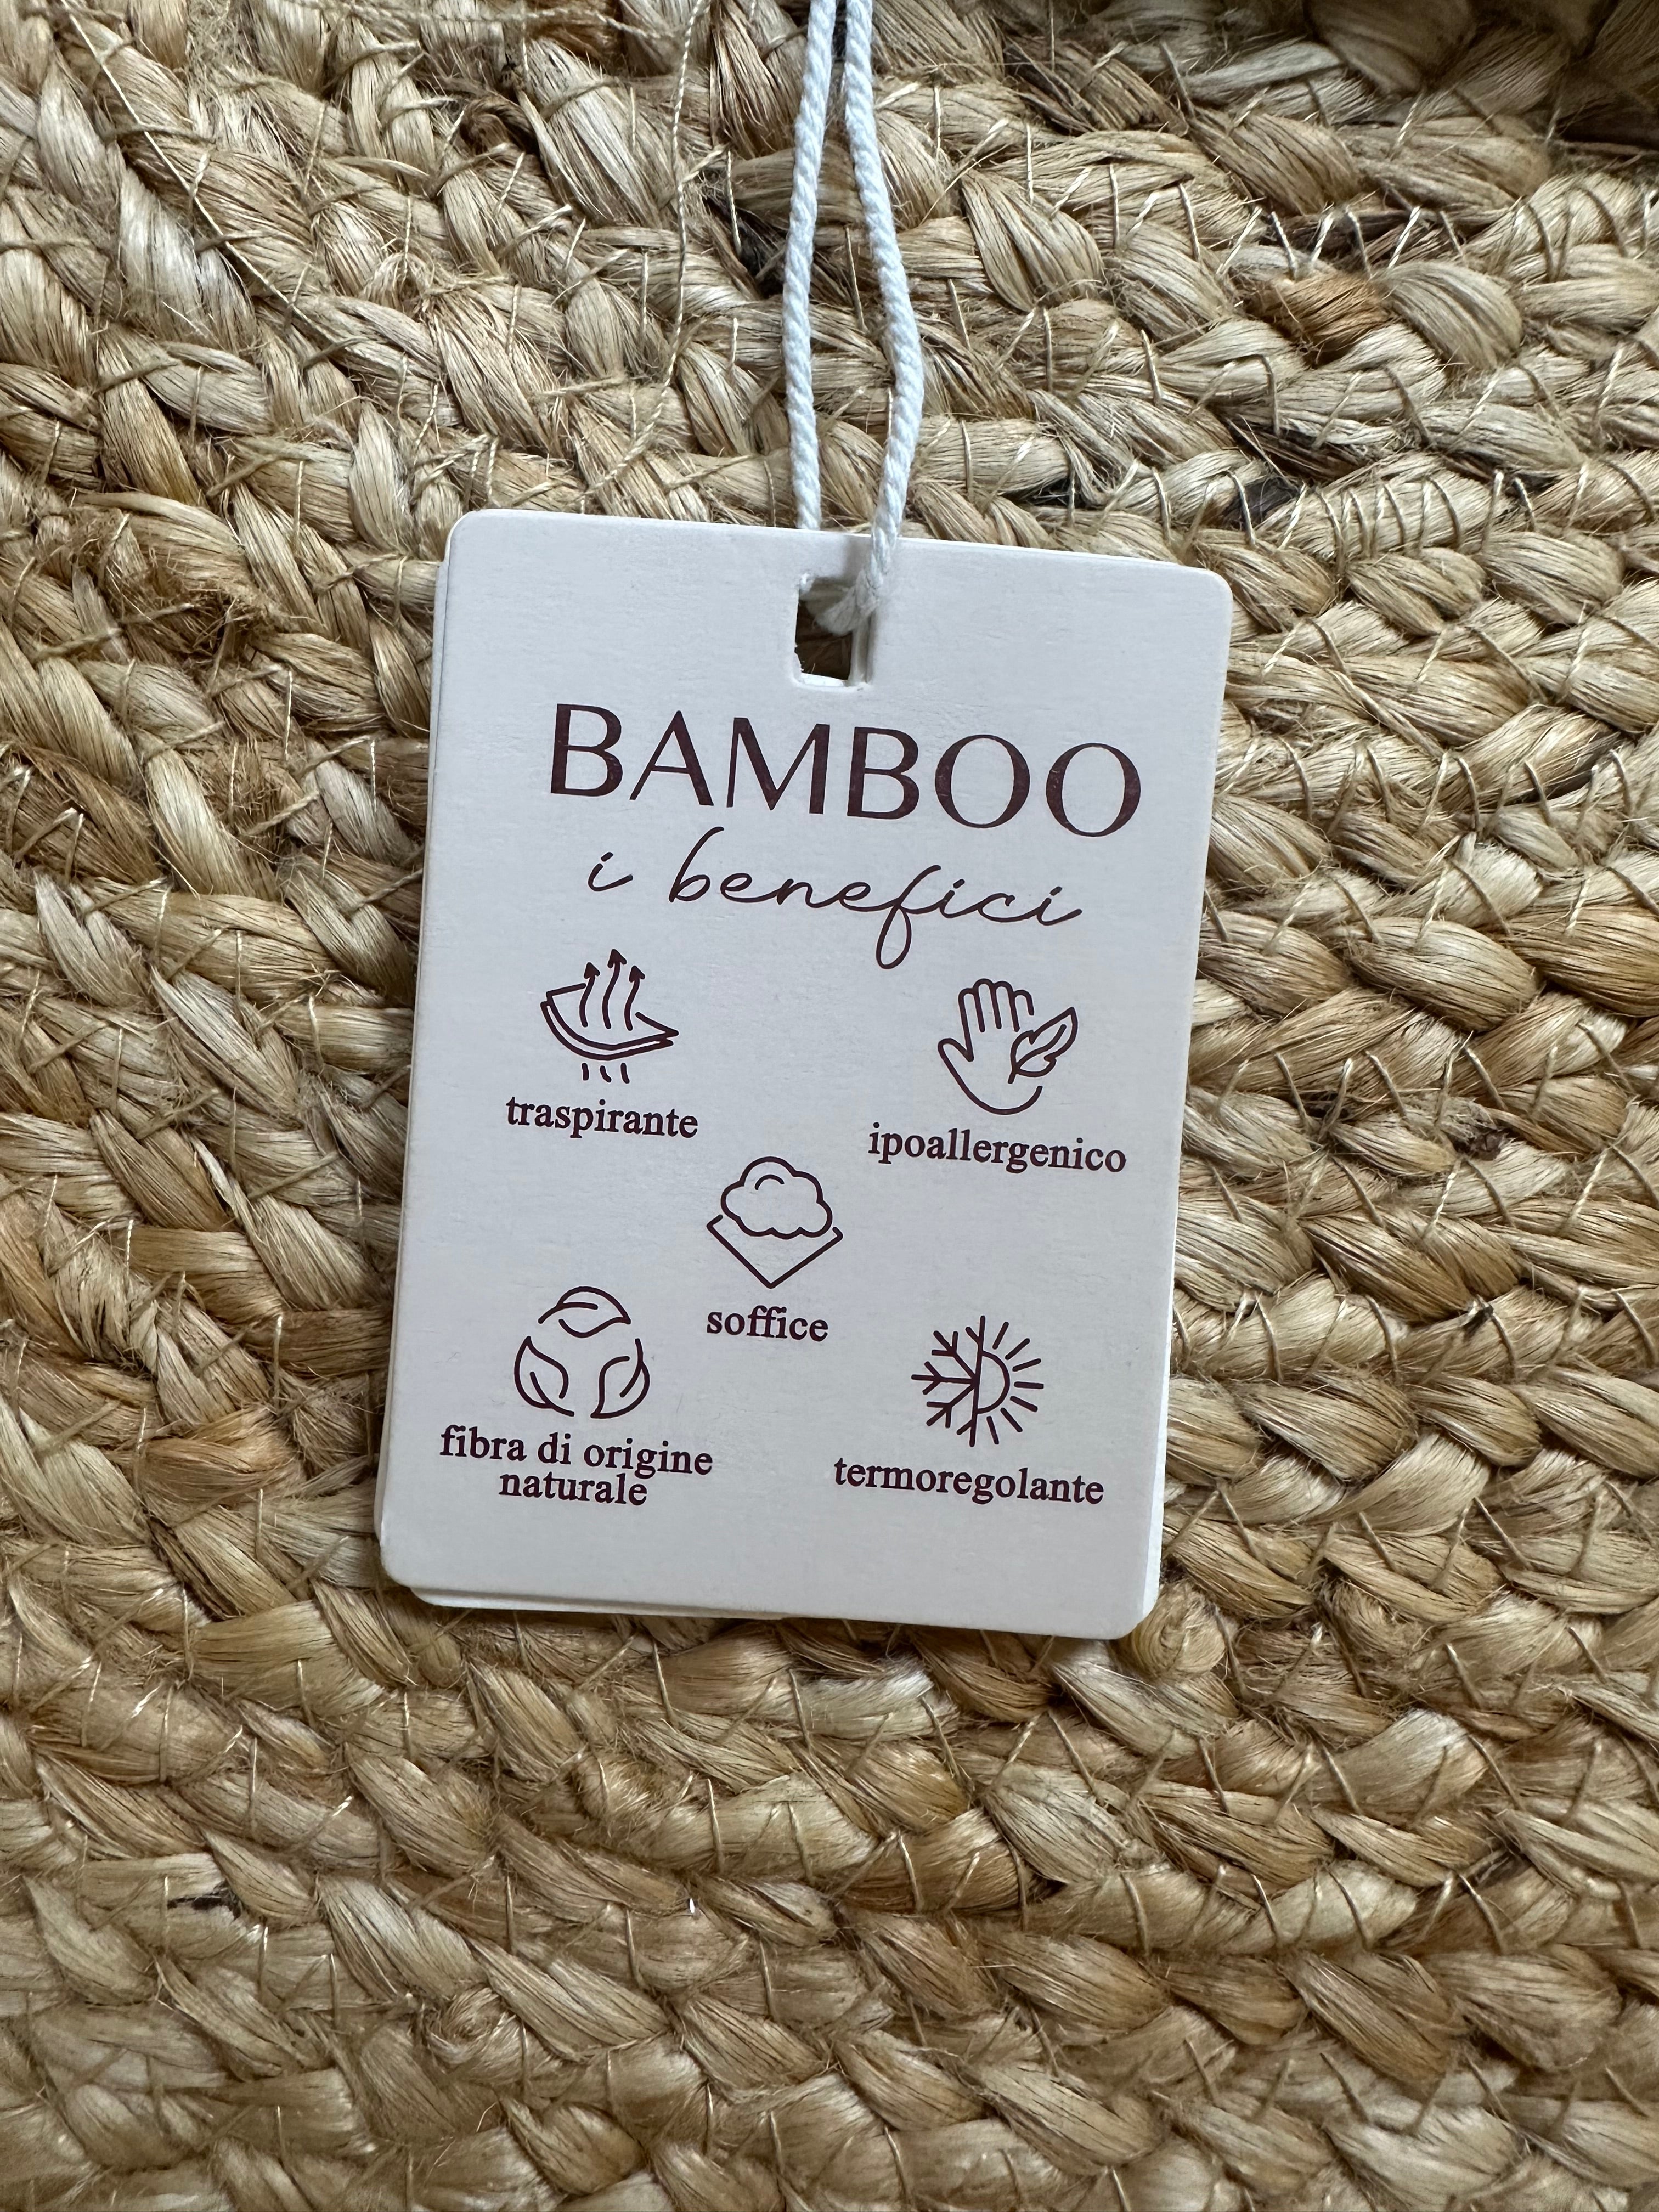 BAMBOO
i benefici
traspirante
ipoallergenico
soffice
fibra di origine
naturale
termoregolante